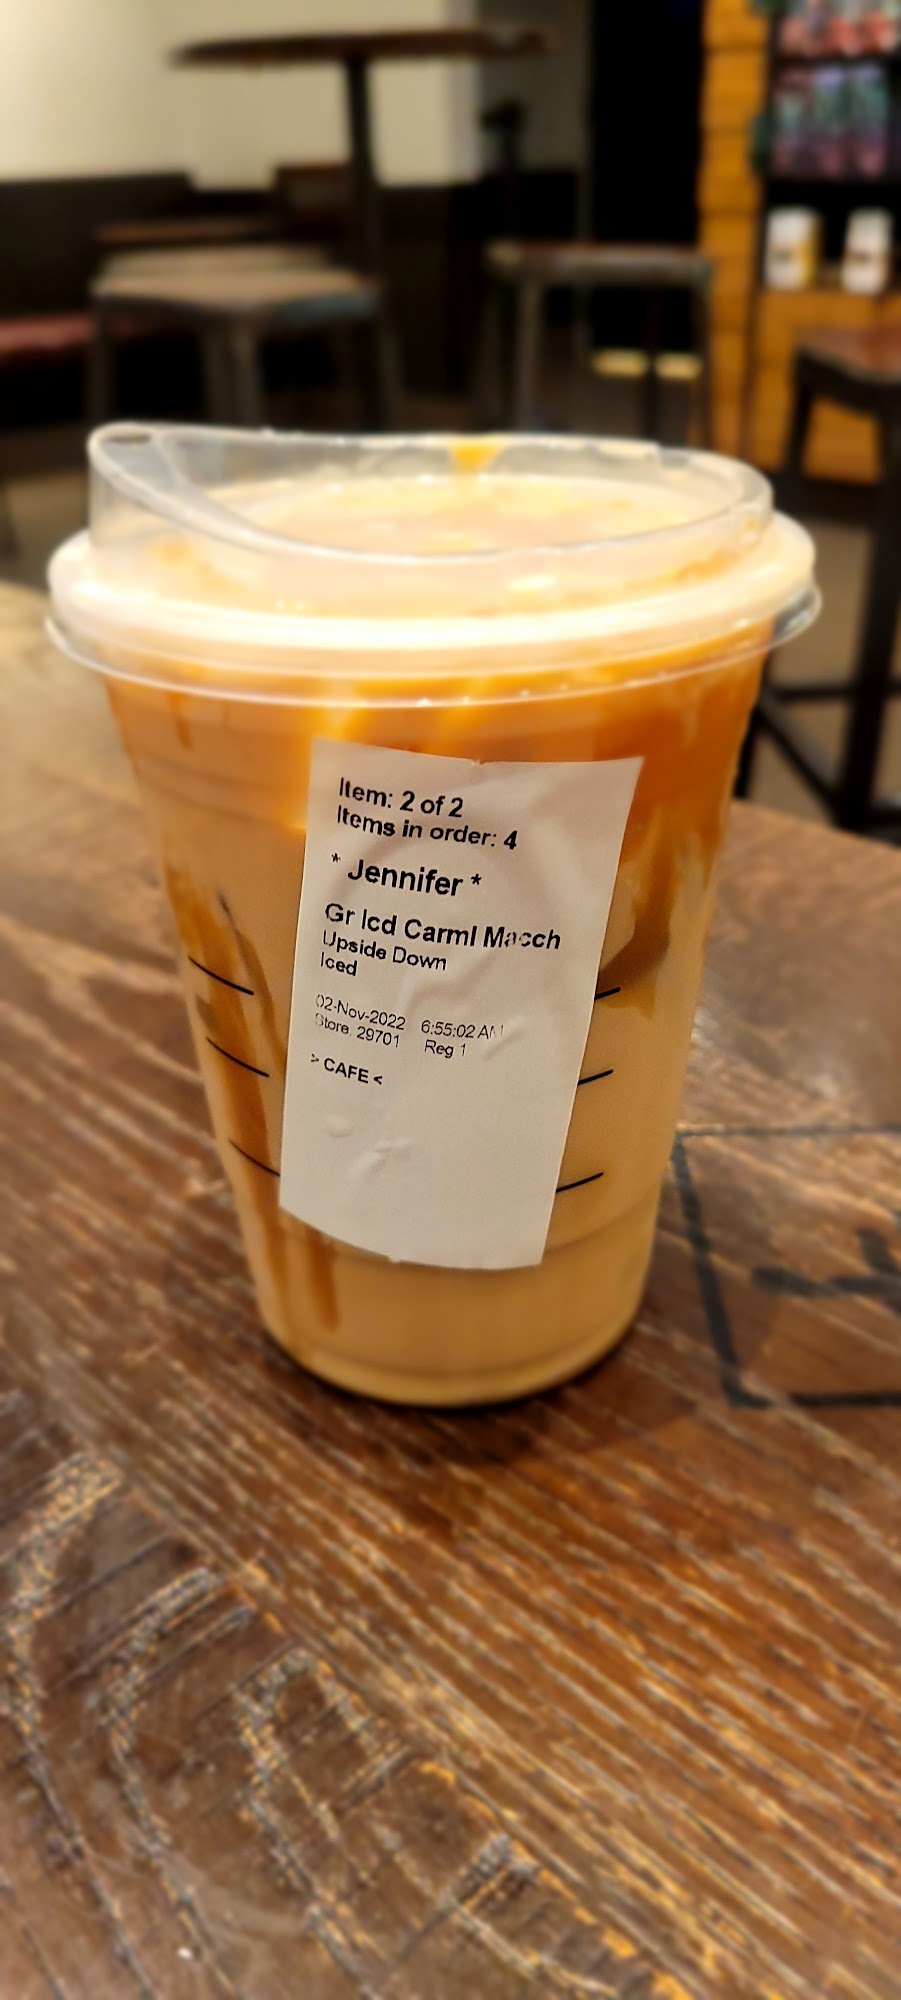 Item: 2 of 2
Items in order: 4
* Jennifer *
Gr Icd Carml Macch
Upside Down
Iced
02-Nov-2022 6:55:02 AM
Store. 29701 Reg 1
> CAFE <